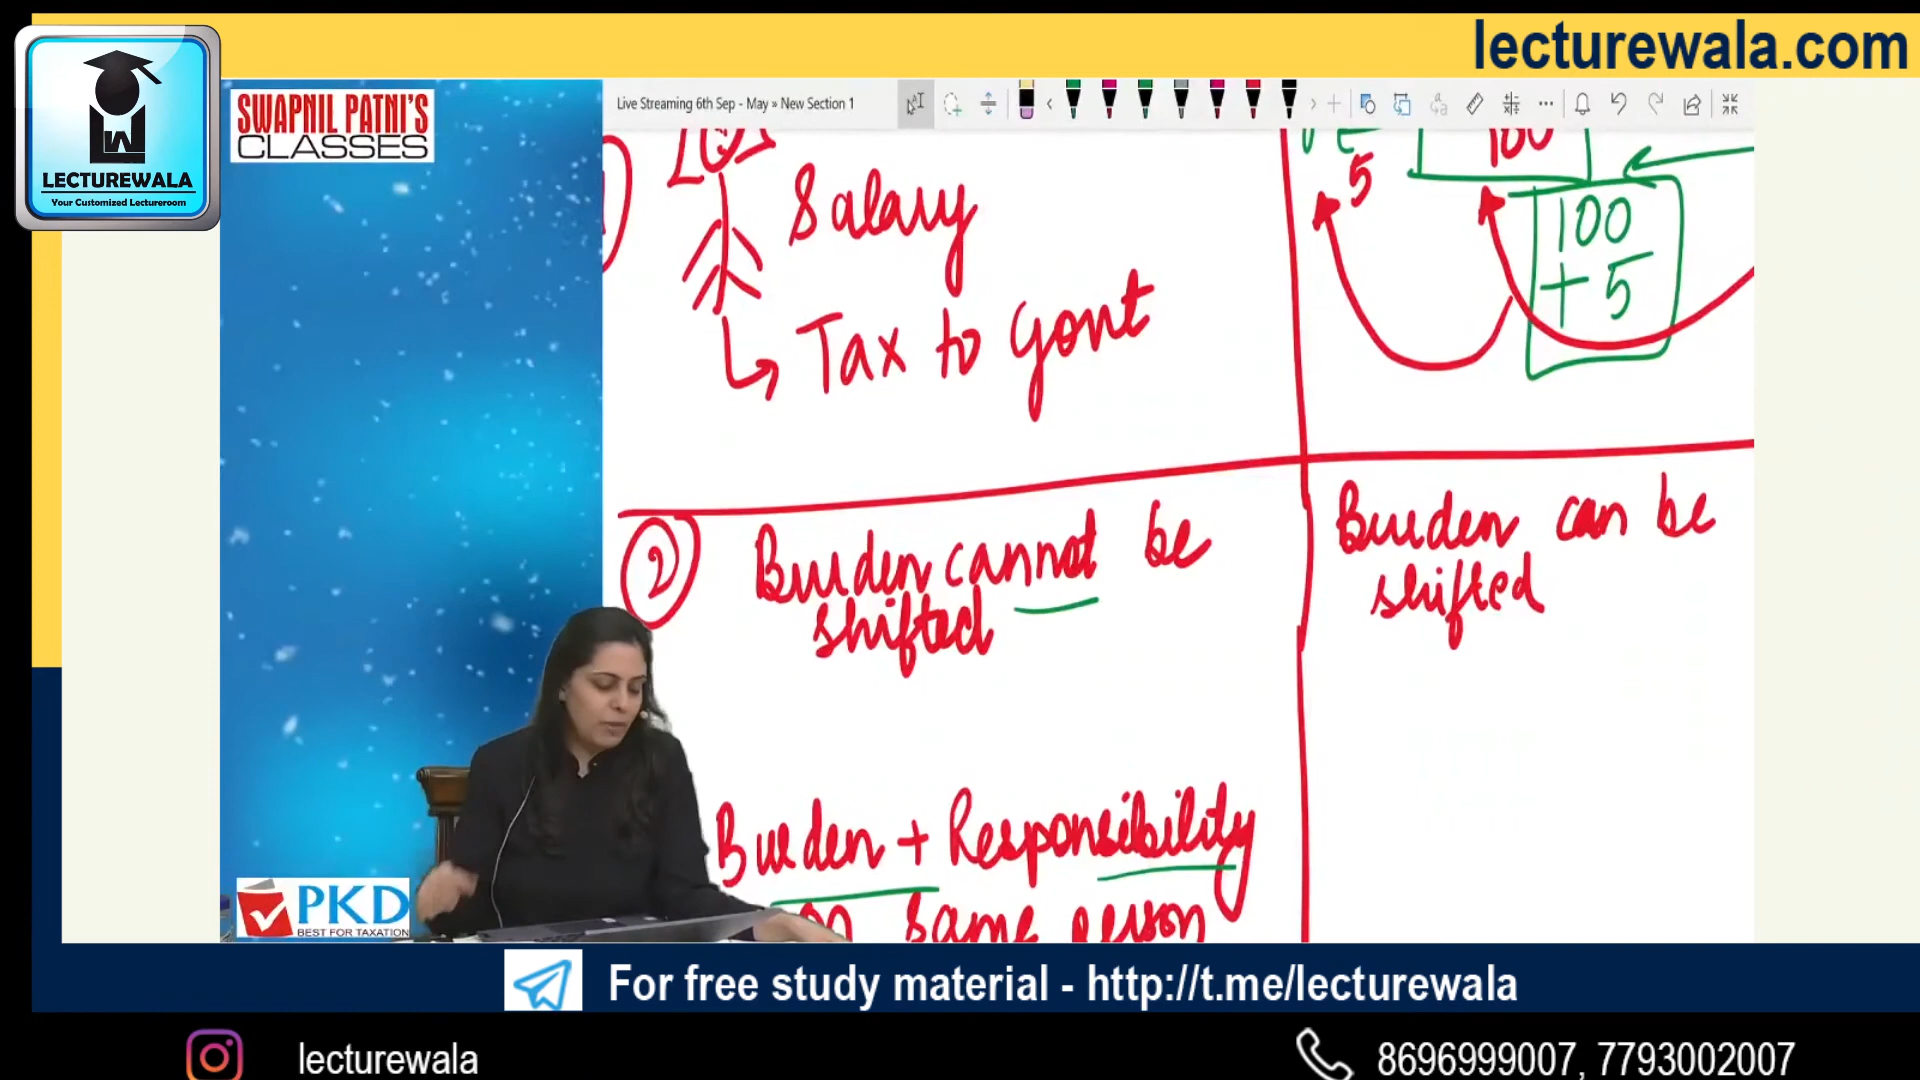 lecturewala.com
LW
LECTUREWALA
Your Customized Lectureroom
SWAPNIL PATNI'S
CLASSES
Live Streaming 6th Sep - May » New Section 1
Salary
Tax to Govt
5
100
100
+ 5
2
Burden cannot be
shifted
Burden can be
shifted
Burden + Responsibility
on same person
PKD
BEST FOR TAXATION
For free study material - http://t.me/lecturewala
lecturewala
8696999007, 7793002007